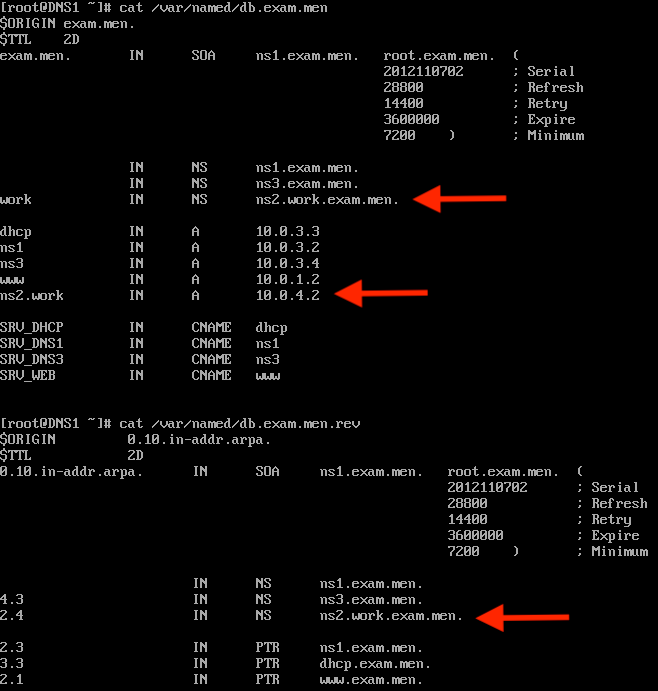 [root@DNS1 ~]# cat /var/named/db.exam.men
$ORIGIN exam.men.
$TTL 2D
exam.men. IN SOA ns1.exam.men. root.exam.men. (
2012110702 ; Serial
28800 ; Refresh
14400 ; Retry
3600000 ; Expire
7200 ) ; Minimum
IN NS ns1.exam.men.
IN NS ns3.exam.men.
work IN NS ns2.work.exam.men.
dhcp IN A 10.0.3.3
ns1 IN A 10.0.3.2
ns3 IN A 10.0.3.4
www IN A 10.0.1.2
ns2.work IN A 10.0.4.2
SRV_DHCP IN CNAME dhcp
SRV_DNS1 IN CNAME ns1
SRV_DNS3 IN CNAME ns3
SRV_WEB IN CNAME www
[root@DNS1 ~]# cat /var/named/db.exam.men.rev
$ORIGIN 0.10.in-addr.arpa.
$TTL 2D
0.10.in-addr.arpa. IN SOA ns1.exam.men. root.exam.men. (
2012110702 ; Serial
28800 ; Refresh
14400 ; Retry
3600000 ; Expire
7200 ) ; Minimum
IN NS ns1.exam.men.
4.3 IN NS ns3.exam.men.
2.4 IN NS ns2.work.exam.men.
2.3 IN PTR ns1.exam.men.
3.3 IN PTR dhcp.exam.men.
2.1 IN PTR www.exam.men.